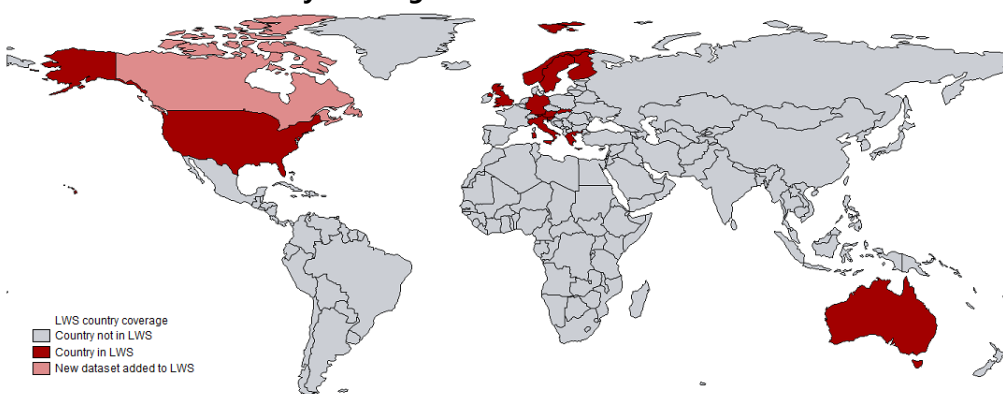 LWS country coverage
Country not in LWS
Country in LWS
New dataset added to LWS